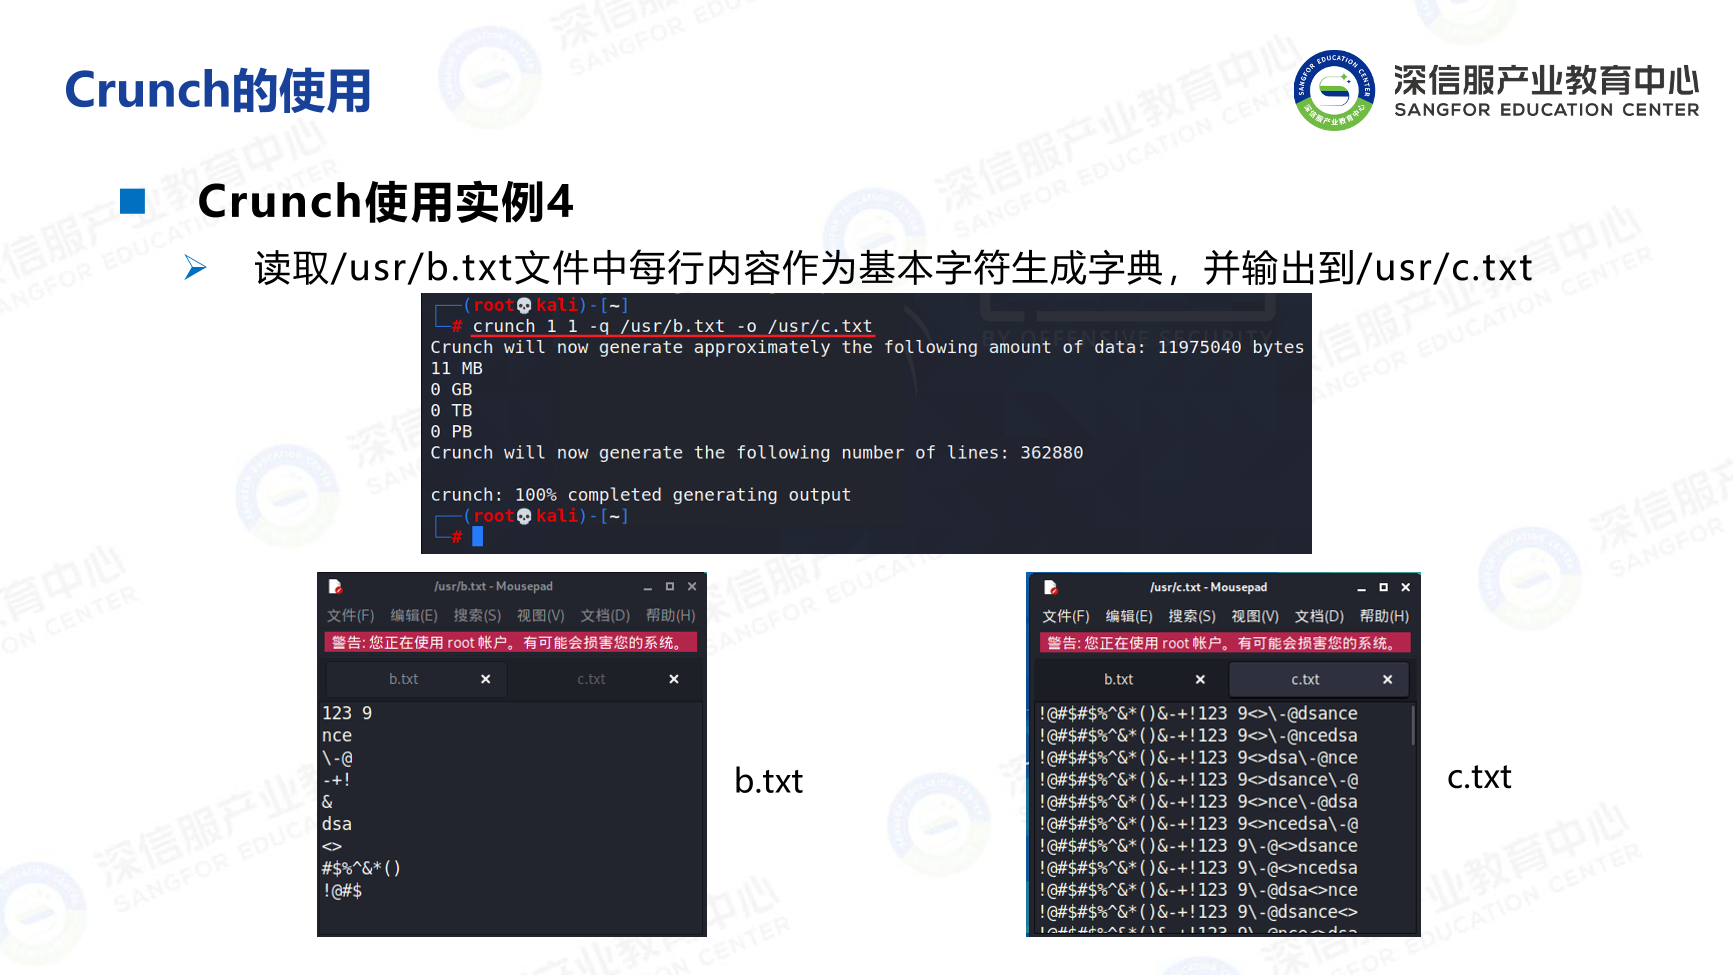 Crunch的使用
深信服产业教育中心
SANGFOR EDUCATION CENTER
Crunch使用实例4
读取/usr/b.txt文件中每行内容作为基本字符生成字典，并输出到/usr/c.txt
(root💀kali)-[~]
# crunch 1 1 -q /usr/b.txt -o /usr/c.txt
BY OFFENSIVE SECURITY
Crunch will now generate approximately the following amount of data: 11975040 bytes
11 MB
0 GB
0 TB
0 PB
Crunch will now generate the following number of lines: 362880
crunch: 100% completed generating output
(root💀kali)-[~]
#
/usr/b.txt - Mousepad
文件(F) 编辑(E) 搜索(S) 视图(V) 文档(D) 帮助(H)
警告: 您正在使用 root 帐户。有可能会损害您的系统。
b.txt c.txt
123 9
nce
\-@
-+!
&
dsa
<>
#$%^&*()
!@#$
b.txt
/usr/c.txt - Mousepad
文件(F) 编辑(E) 搜索(S) 视图(V) 文档(D) 帮助(H)
警告: 您正在使用 root 帐户。有可能会损害您的系统。
b.txt c.txt
!@#$#$%^&*()&-+!123 9<>\-@dsance
!@#$#$%^&*()&-+!123 9<>\-@ncedsa
!@#$#$%^&*()&-+!123 9<>dsa\-@nce
!@#$#$%^&*()&-+!123 9<>dsance\-@
!@#$#$%^&*()&-+!123 9<>nce\-@dsa
!@#$#$%^&*()&-+!123 9<>ncedsa\-@
!@#$#$%^&*()&-+!123 9\-@<>dsance
!@#$#$%^&*()&-+!123 9\-@<>ncedsa
!@#$#$%^&*()&-+!123 9\-@dsa<>nce
!@#$#$%^&*()&-+!123 9\-@dsance<>
!@#$#$%^&*()&-+!123 9\-@nce<>dsa
c.txt